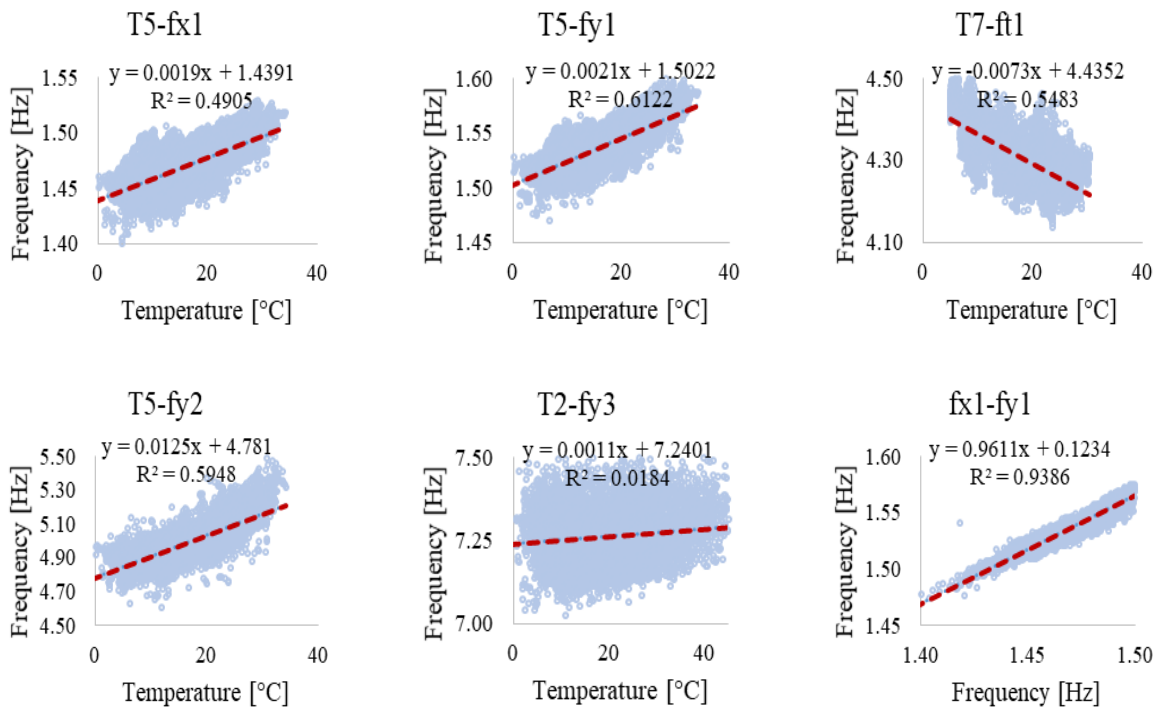 T5-fx1
y = 0.0019x + 1.4391
R² = 0.4905
Frequency [Hz]
1.55
1.50
1.45
1.40
0 20 40
Temperature [°C]
T5-fy1
y = 0.0021x + 1.5022
R² = 0.6122
Frequency [Hz]
1.60
1.55
1.50
1.45
0 20 40
Temperature [°C]
T7-ft1
y = -0.0073x + 4.4352
R² = 0.5483
Frequency [Hz]
4.50
4.30
4.10
0 20 40
Temperature [°C]
T5-fy2
y = 0.0125x + 4.781
R² = 0.5948
Frequency [Hz]
5.50
5.30
5.10
4.90
4.70
4.50
0 20 40
Temperature [°C]
T2-fy3
y = 0.0011x + 7.2401
R² = 0.0184
Frequency [Hz]
7.50
7.25
7.00
0 20 40
Temperature [°C]
fx1-fy1
y = 0.9611x + 0.1234
R² = 0.9386
Frequency [Hz]
1.60
1.55
1.50
1.45
1.40 1.45 1.50
Frequency [Hz]